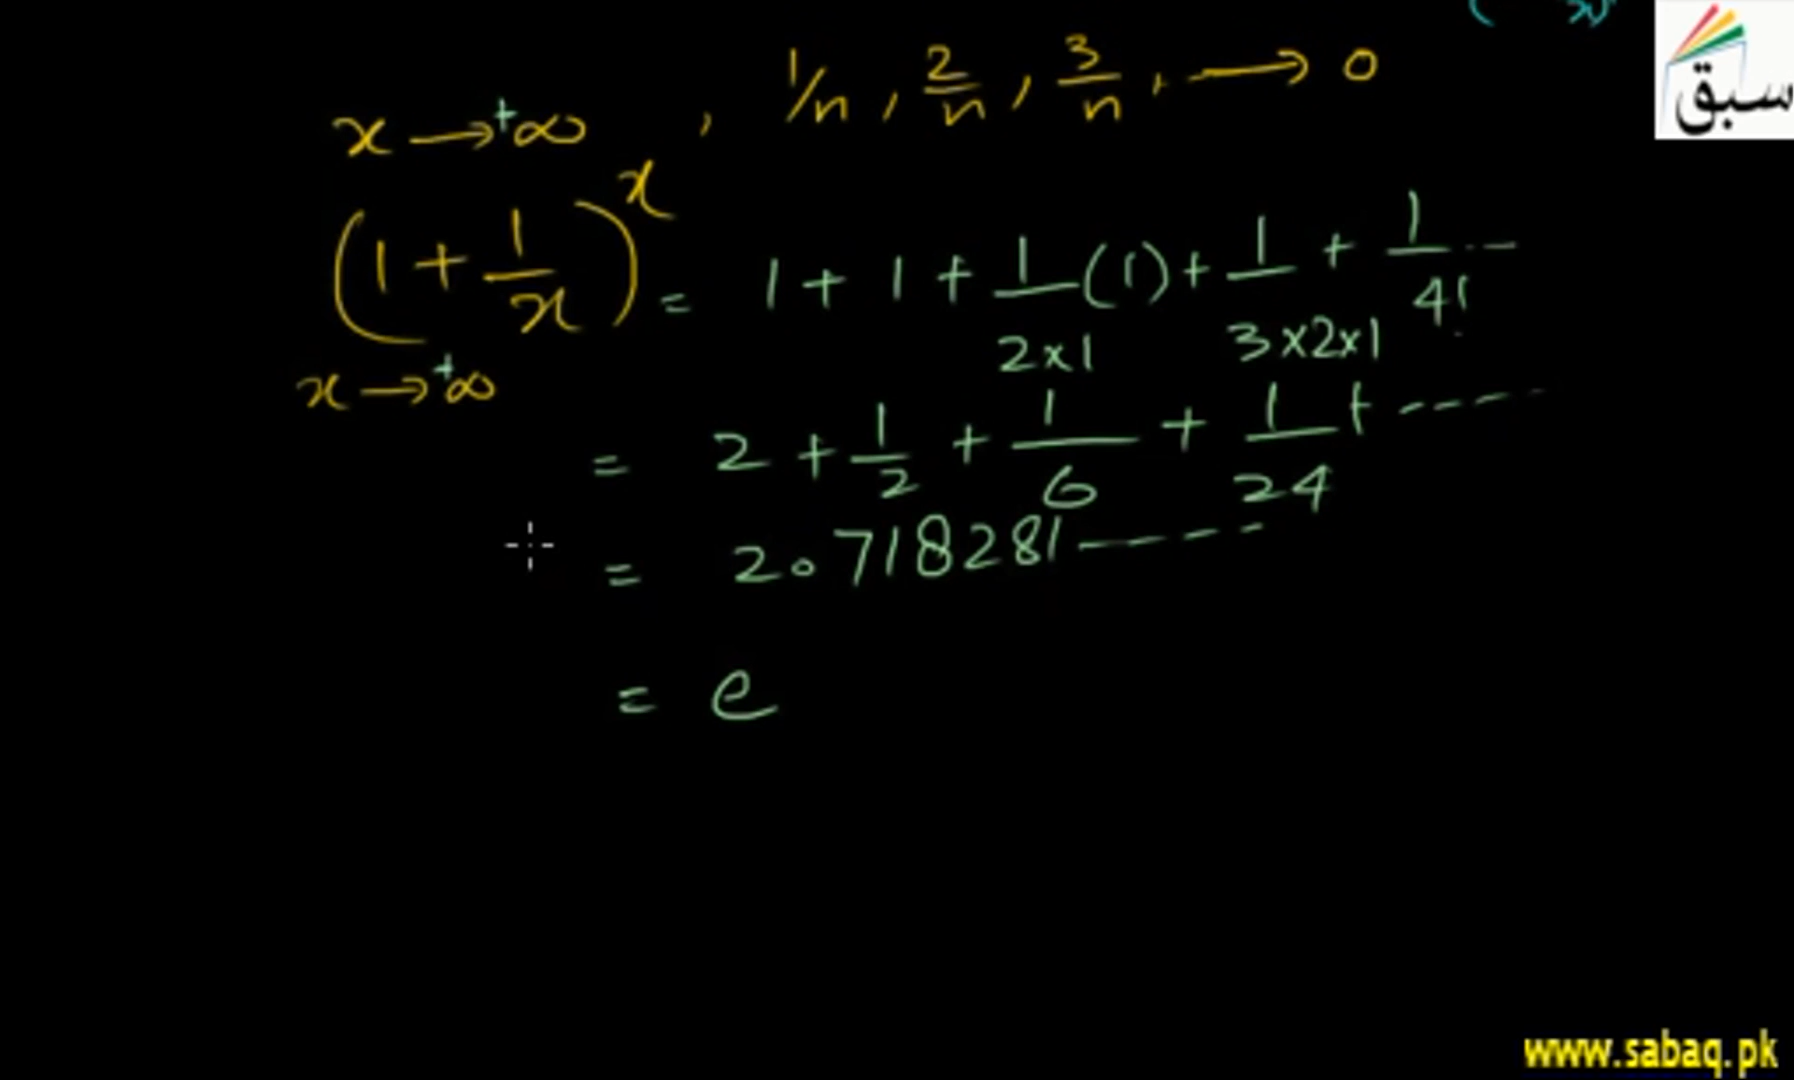 سبق
x → +∞ , 1/n , 2/n , 3/n , → 0
(1 + 1/x)^x = 1 + 1 + 1/(2×1) (1) + 1/(3×2×1) + 1/4! ---
x → +∞
= 2 + 1/2 + 1/6 + 1/24 + ----
= 2.718281-----
= e
www.sabaq.pk